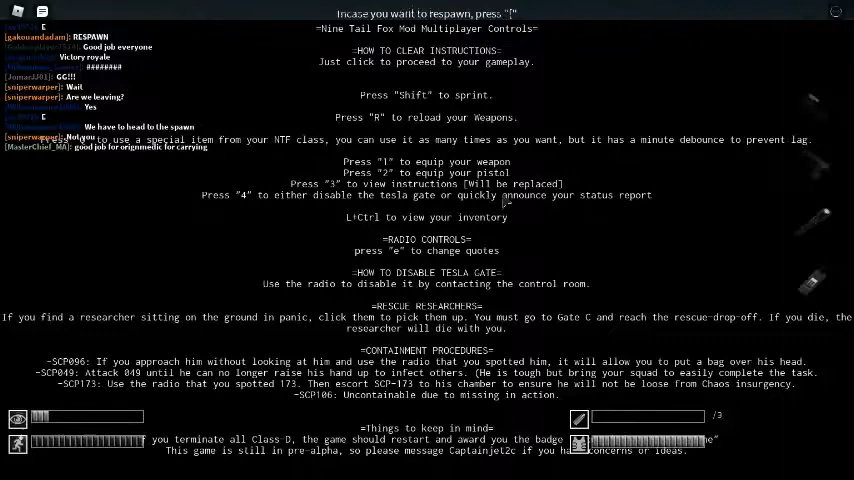 Incase you want to respawn, press "["
=Nine Tail Fox Mod Multiplayer Controls=
=HOW TO CLEAR INSTRUCTIONS=
Just click to proceed to your gameplay.
Press "Shift" to sprint.
Press "R" to reload your Weapons.
to use a special item from your NTF class, you can use it as many times as you want, but it has a minute debounce to prevent lag.
Press "1" to equip your weapon
Press "2" to equip your pistol
Press "3" to view instructions [Will be replaced]
Press "4" to either disable the tesla gate or quickly announce your status report
L+Ctrl to view your inventory
=RADIO CONTROLS=
press "e" to change quotes
=HOW TO DISABLE TESLA GATE=
Use the radio to disable it by contacting the control room.
=RESCUE RESEARCHERS=
If you find a researcher sitting on the ground in panic, click them to pick them up. You must go to Gate C and reach the rescue-drop-off. If you die, the
researcher will die with you.
=CONTAINMENT PROCEDURES=
-SCP096: If you approach him without looking at him and use the radio that you spotted him, it will allow you to put a bag over his head.
-SCP049: Attack 049 until he can no longer raise his hand up to infect others. (He is tough but bring your squad to easily complete the task.
-SCP173: Use the radio that you spotted 173. Then escort SCP-173 to his chamber to ensure he will not be loose from Chaos insurgency.
-SCP106: Uncontainable due to missing in action.
=Things to keep in mind=
f you terminate all Class-D, the game should restart and award you the badge
This game is still in pre-alpha, so please message Captainjet2c if you ha concerns or ideas.
E
[gakouandadam]: RESPAWN
Good job everyone
Victory royale
########
[JomarJJ01]: GG!!!
[sniperwarper]: Wait
[sniperwarper]: Are we leaving?
Yes
E
We have to head to the spawn
[sniperwarper]: Not you
[MasterChief_MA]: good job for orignmedic for carrying
/3